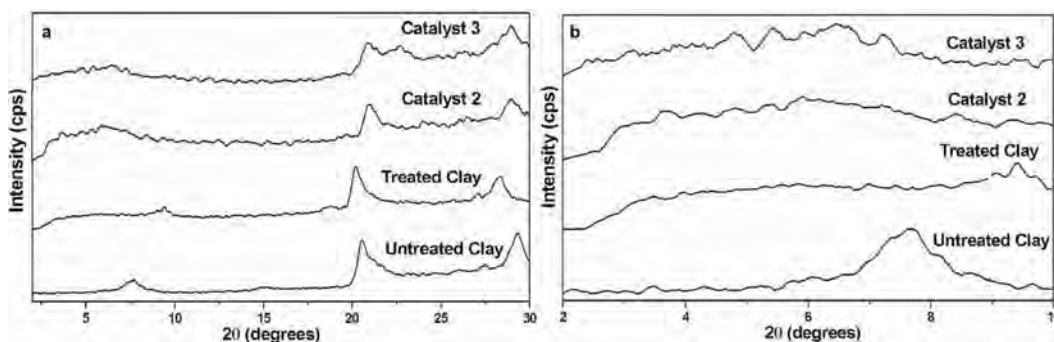 a
Catalyst 3
Catalyst 2
Treated Clay
Untreated Clay
Intensity (cps)
5 10 15 20 25 30
2θ (degrees)
b
Catalyst 3
Catalyst 2
Treated Clay
Untreated Clay
Intensity (cps)
2 4 6 8
2θ (degrees)